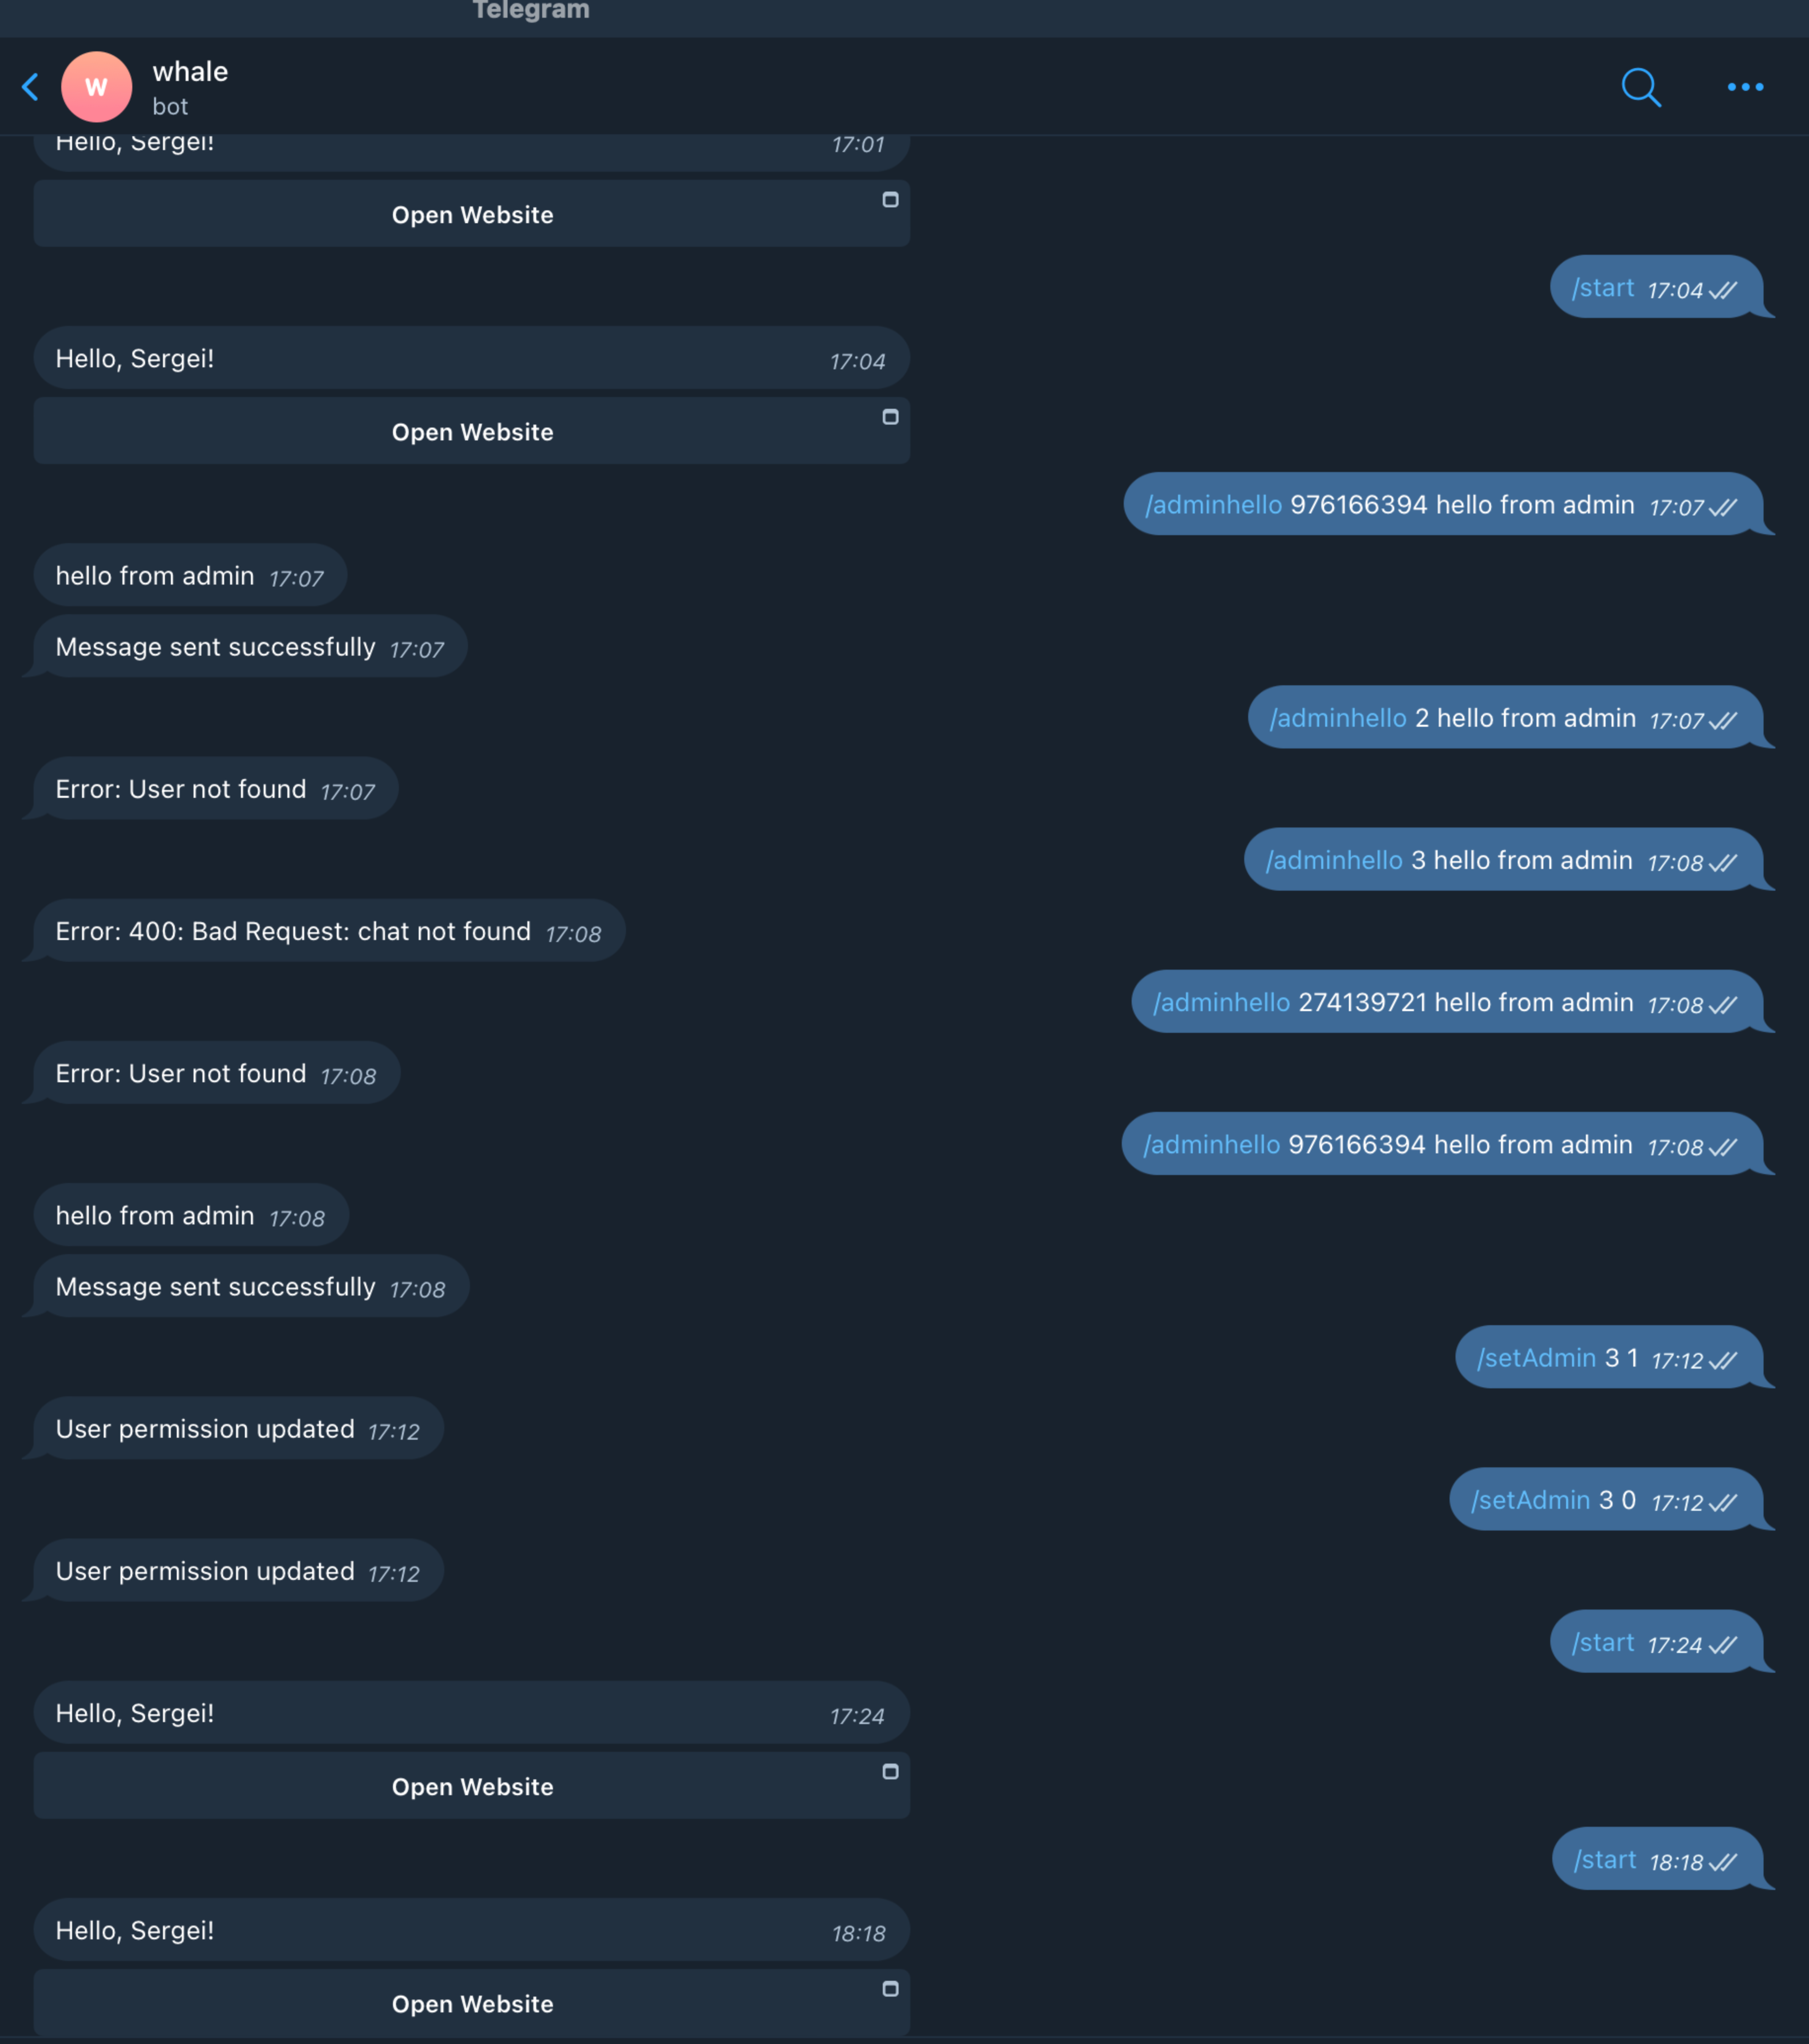 Telegram
W
whale
bot
Hello, Sergei! 17:01
Open Website
/start 17:04
Hello, Sergei! 17:04
Open Website
/adminhello 976166394 hello from admin 17:07
hello from admin 17:07
Message sent successfully 17:07
/adminhello 2 hello from admin 17:07
Error: User not found 17:07
/adminhello 3 hello from admin 17:08
Error: 400: Bad Request: chat not found 17:08
/adminhello 274139721 hello from admin 17:08
Error: User not found 17:08
/adminhello 976166394 hello from admin 17:08
hello from admin 17:08
Message sent successfully 17:08
/setAdmin 3 1 17:12
User permission updated 17:12
/setAdmin 3 0 17:12
User permission updated 17:12
/start 17:24
Hello, Sergei! 17:24
Open Website
/start 18:18
Hello, Sergei! 18:18
Open Website